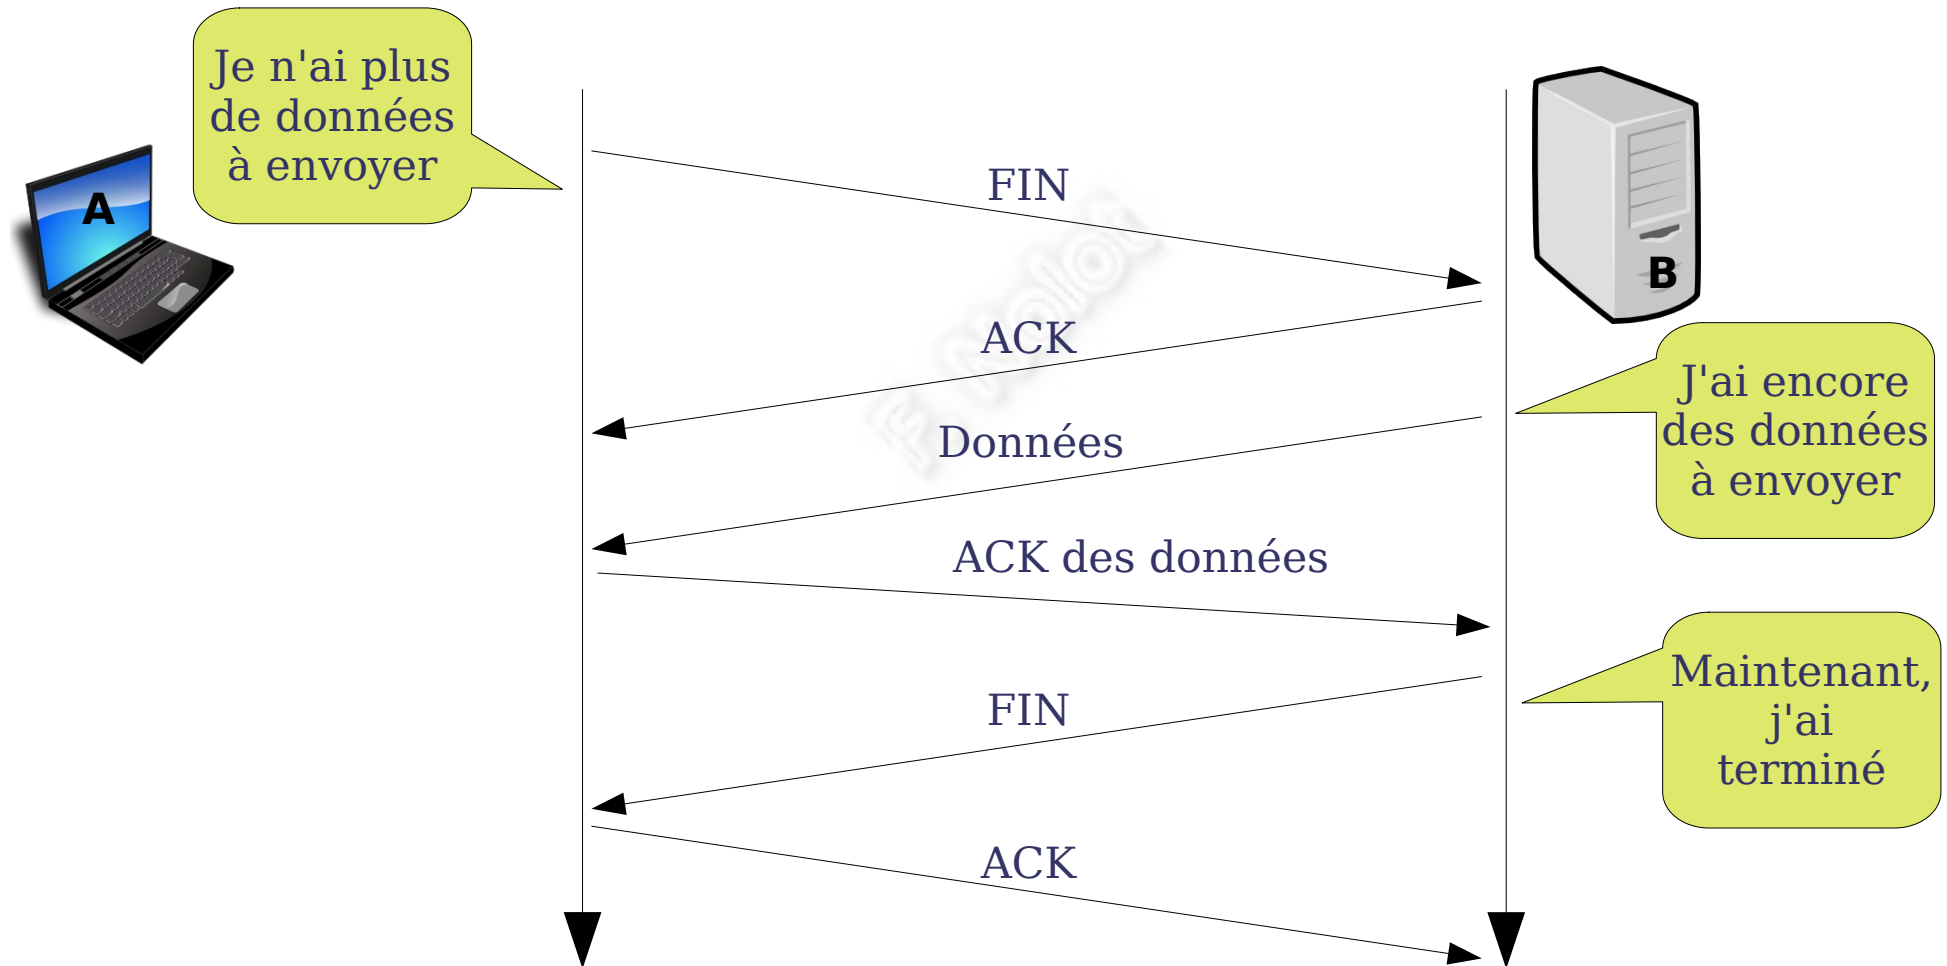 Je n'ai plus
de données
à envoyer
A
FIN
B
ACK
J'ai encore
des données
à envoyer
Données
ACK des données
Maintenant,
j'ai
terminé
FIN
ACK
F. Nolot